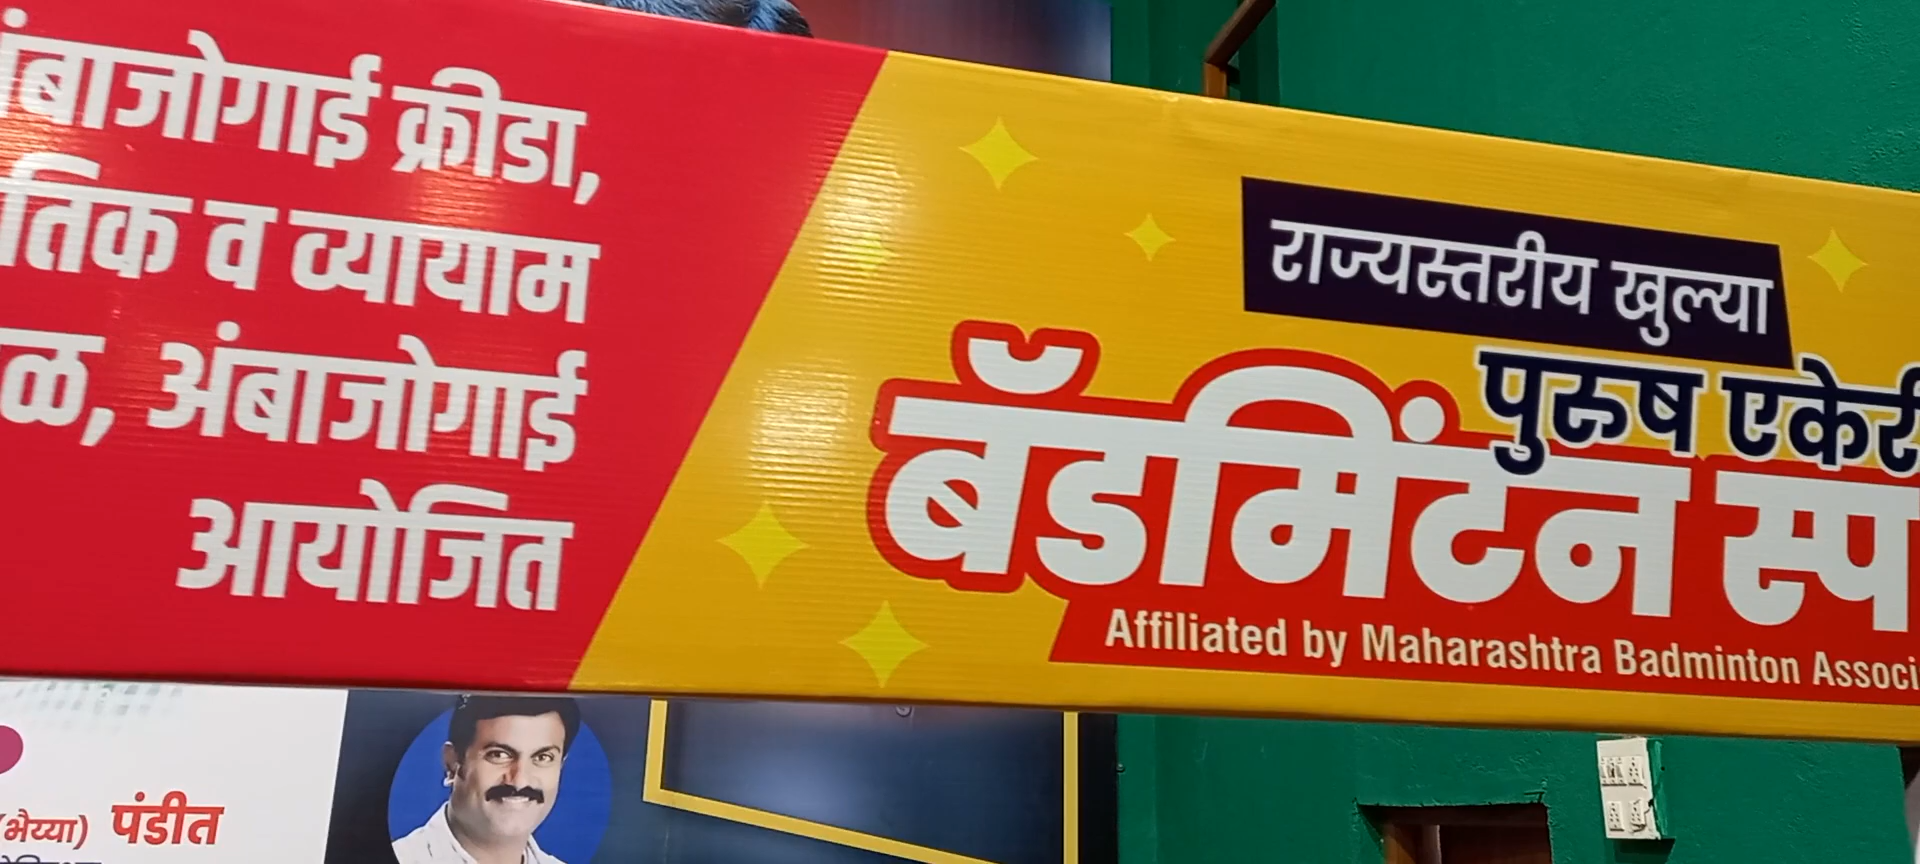 अंबाजोगाई क्रीडा,
तिक व व्यायाम
ळ, अंबाजोगाई
आयोजित
राज्यस्तरीय खुल्या
पुरुष एकेरी
बॅडमिंटन स्प
Affiliated by Maharashtra Badminton Associ
(भैय्या) पंडीत